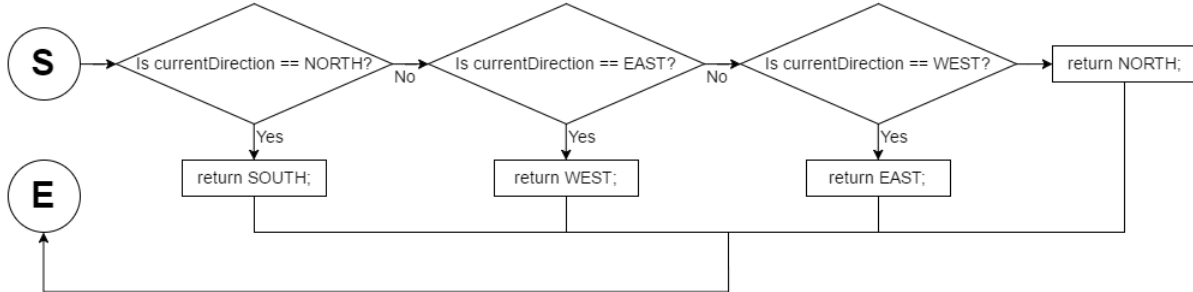 S
Is currentDirection == NORTH?
No
Is currentDirection == EAST?
No
Is currentDirection == WEST?
return NORTH;
Yes
Yes
Yes
E
return SOUTH;
return WEST;
return EAST;